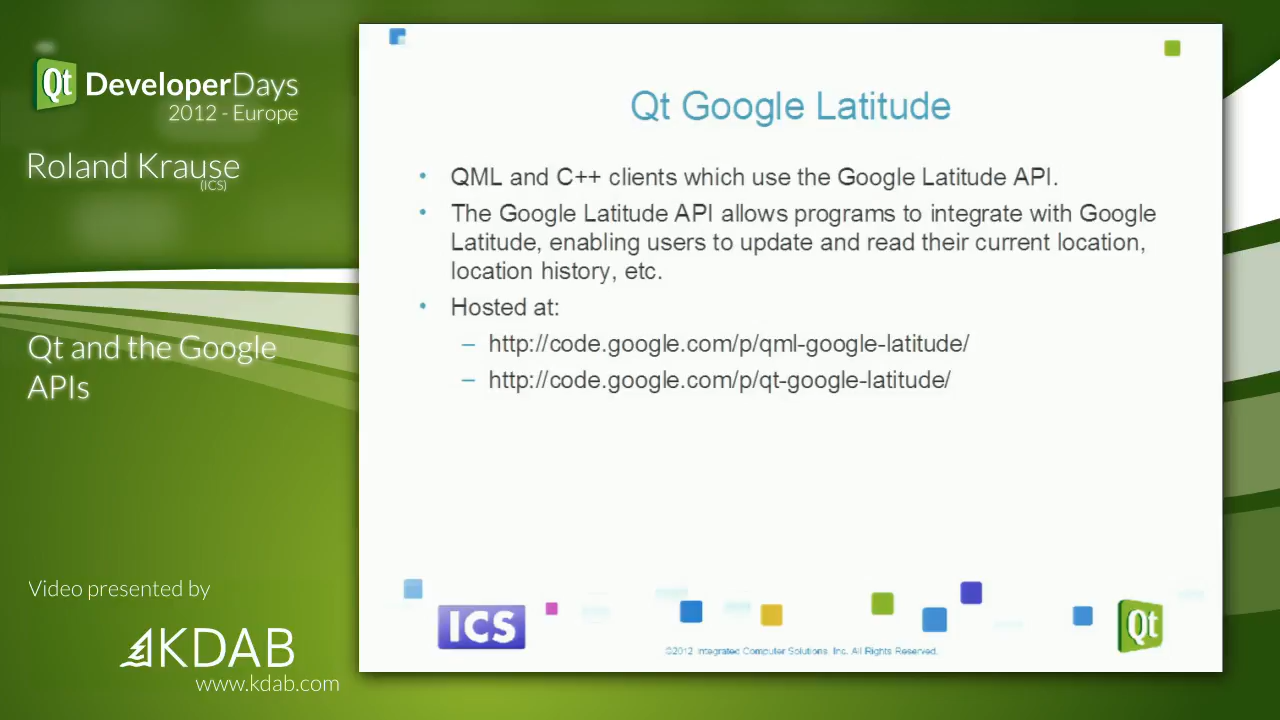 Qt DeveloperDays
2012 - Europe
Roland Krause
(ICS)
Qt and the Google
APIs
Video presented by
KDAB
www.kdab.com
Qt Google Latitude
• QML and C++ clients which use the Google Latitude API.
• The Google Latitude API allows programs to integrate with Google
Latitude, enabling users to update and read their current location,
location history, etc.
• Hosted at:
– http://code.google.com/p/qml-google-latitude/
– http://code.google.com/p/qt-google-latitude/
ICS
©2012 Integrated Computer Solutions. Inc. All Rights Reserved.
Qt